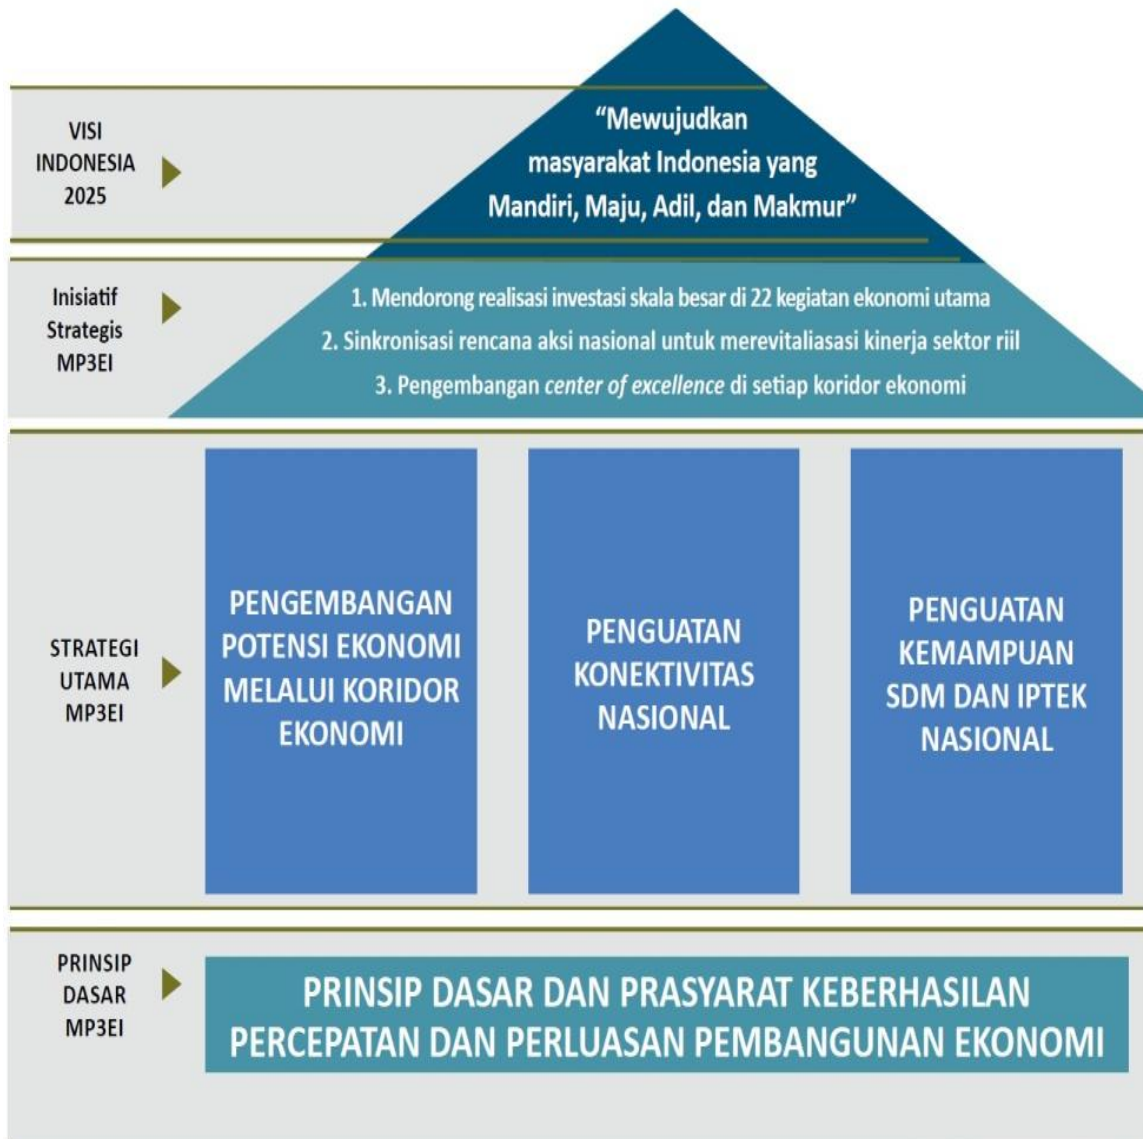 VISI
INDONESIA
2025
“Mewujudkan
masyarakat Indonesia yang
Mandiri, Maju, Adil, dan Makmur”
Inisiatif
Strategis
MP3EI
1. Mendorong realisasi investasi skala besar di 22 kegiatan ekonomi utama
2. Sinkronisasi rencana aksi nasional untuk merevitaliasasi kinerja sektor riil
3. Pengembangan center of excellence di setiap koridor ekonomi
STRATEGI
UTAMA
MP3EI
PENGEMBANGAN
POTENSI EKONOMI
MELALUI KORIDOR
EKONOMI
PENGUATAN
KONEKTIVITAS
NASIONAL
PENGUATAN
KEMAMPUAN
SDM DAN IPTEK
NASIONAL
PRINSIP
DASAR
MP3EI
PRINSIP DASAR DAN PRASYARAT KEBERHASILAN
PERCEPATAN DAN PERLUASAN PEMBANGUNAN EKONOMI